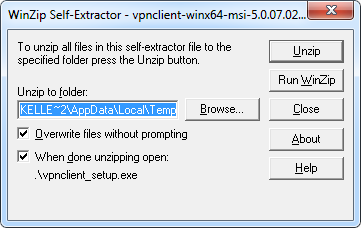 WinZip Self-Extractor - vpnclient-winx64-msi-5.0.07.02...
To unzip all files in this self-extractor file to the
specified folder press the Unzip button.
Unzip to folder:
KELLE~2\AppData\Local\Temp
Browse...
Overwrite files without prompting
When done unzipping open:
.\vpnclient_setup.exe
Unzip
Run WinZip
Close
About
Help